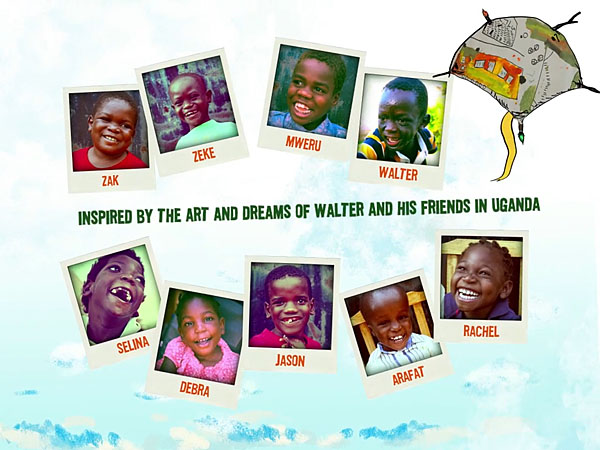 ZAK
ZEKE
MWERU
WALTER
INSPIRED BY THE ART AND DREAMS OF WALTER AND HIS FRIENDS IN UGANDA
SELINA
DEBRA
JASON
ARAFAT
RACHEL